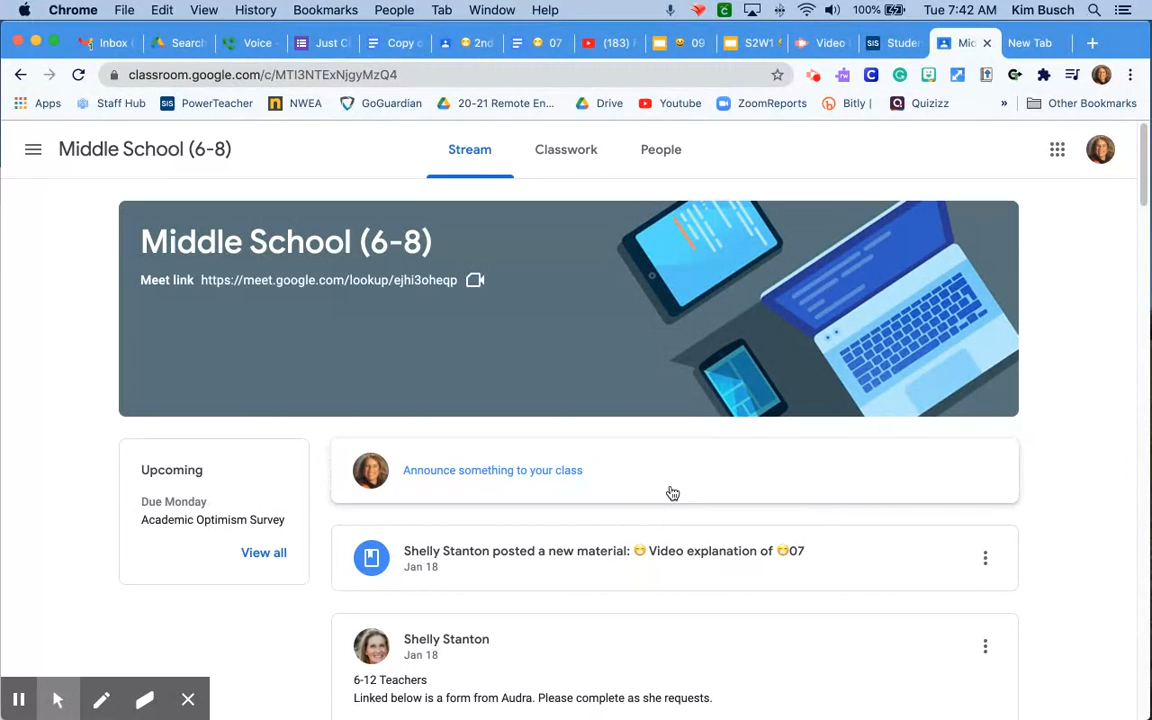 Chrome File Edit View History Bookmarks People Tab Window Help 100% Tue 7:42 AM Kim Busch
Inbox ( Search Voice - Just Cl Copy o 2nd 07 (183) 09 S2W1 Video Studen Mic New Tab
classroom.google.com/c/MTI3NTExNjgyMzQ4
Apps Staff Hub SIS PowerTeacher NWEA GoGuardian 20-21 Remote En... Drive Youtube ZoomReports Bitly | Quizizz » Other Bookmarks
Middle School (6-8) Stream Classwork People
Middle School (6-8)
Meet link https://meet.google.com/lookup/ejhi3oheqp
Upcoming
Due Monday
Academic Optimism Survey
View all
Announce something to your class
Shelly Stanton posted a new material: 😁 Video explanation of 😁07
Jan 18
Shelly Stanton
Jan 18
6-12 Teachers
Linked below is a form from Audra. Please complete as she requests.